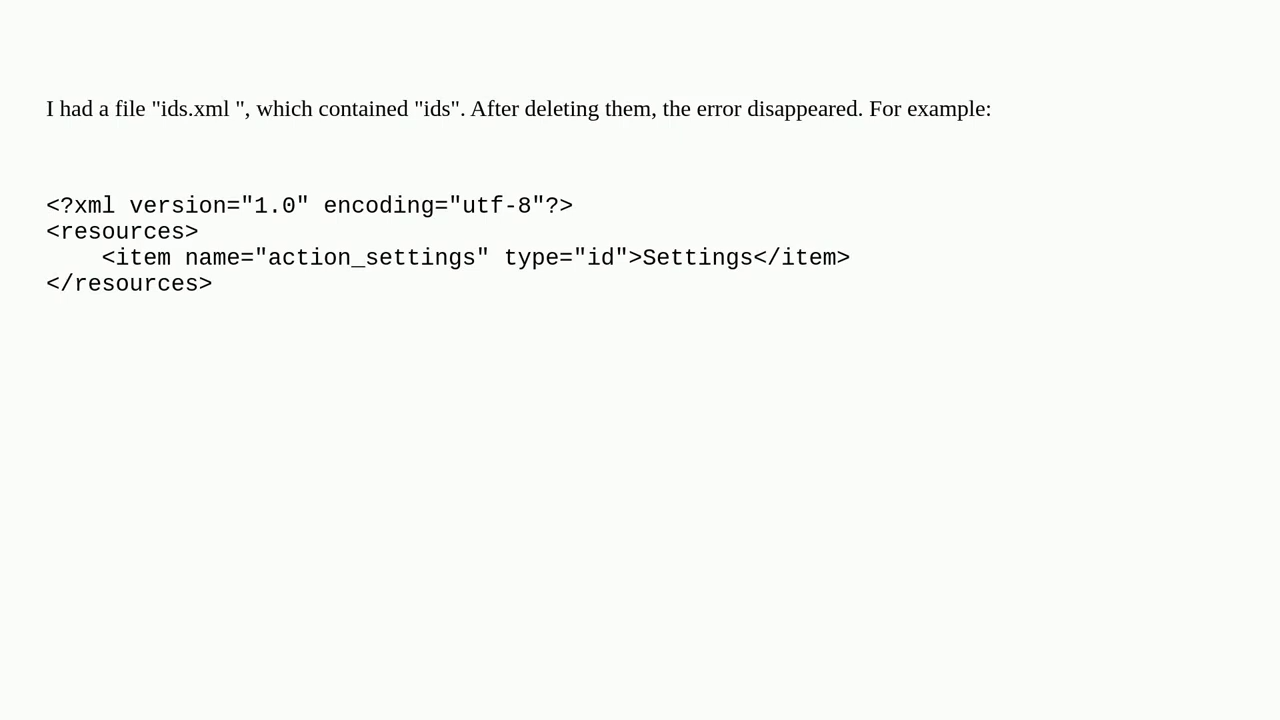 I had a file "ids.xml ", which contained "ids". After deleting them, the error disappeared. For example:
<?xml version="1.0" encoding="utf-8"?>
<resources>
    <item name="action_settings" type="id">Settings</item>
</resources>